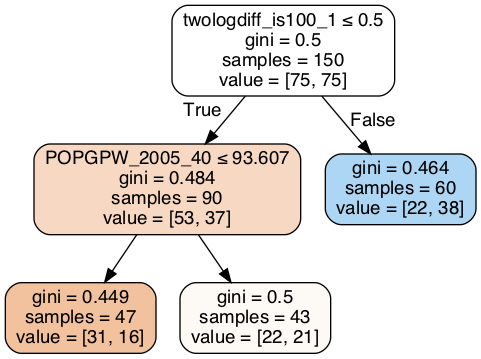 twologdiff_is100_1 ≤ 0.5
gini = 0.5
samples = 150
value = [75, 75]
True
False
POPGPW_2005_40 ≤ 93.607
gini = 0.484
samples = 90
value = [53, 37]
gini = 0.464
samples = 60
value = [22, 38]
gini = 0.449
samples = 47
value = [31, 16]
gini = 0.5
samples = 43
value = [22, 21]